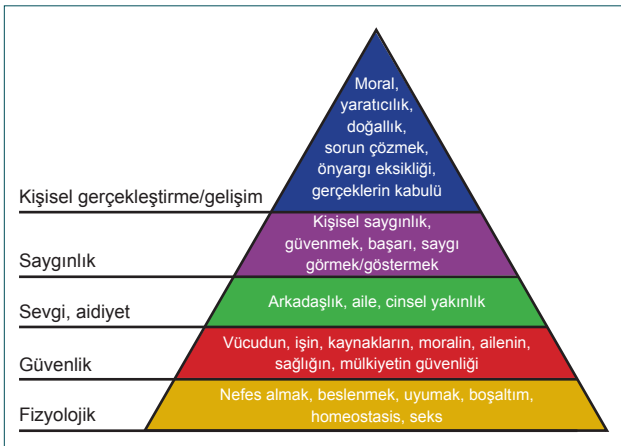 Moral,
yaratıcılık,
doğallık,
sorun çözmek,
önyargı eksikliği,
gerçeklerin kabulü
Kişisel gerçekleştirme/gelişim
Kişisel saygınlık,
güvenmek, başarı, saygı
görmek/göstermek
Saygınlık
Arkadaşlık, aile, cinsel yakınlık
Sevgi, aidiyet
Vücudun, işin, kaynakların, moralin, ailenin,
sağlığın, mülkiyetin güvenliği
Güvenlik
Nefes almak, beslenmek, uyumak, boşaltım,
homeostasis, seks
Fizyolojik